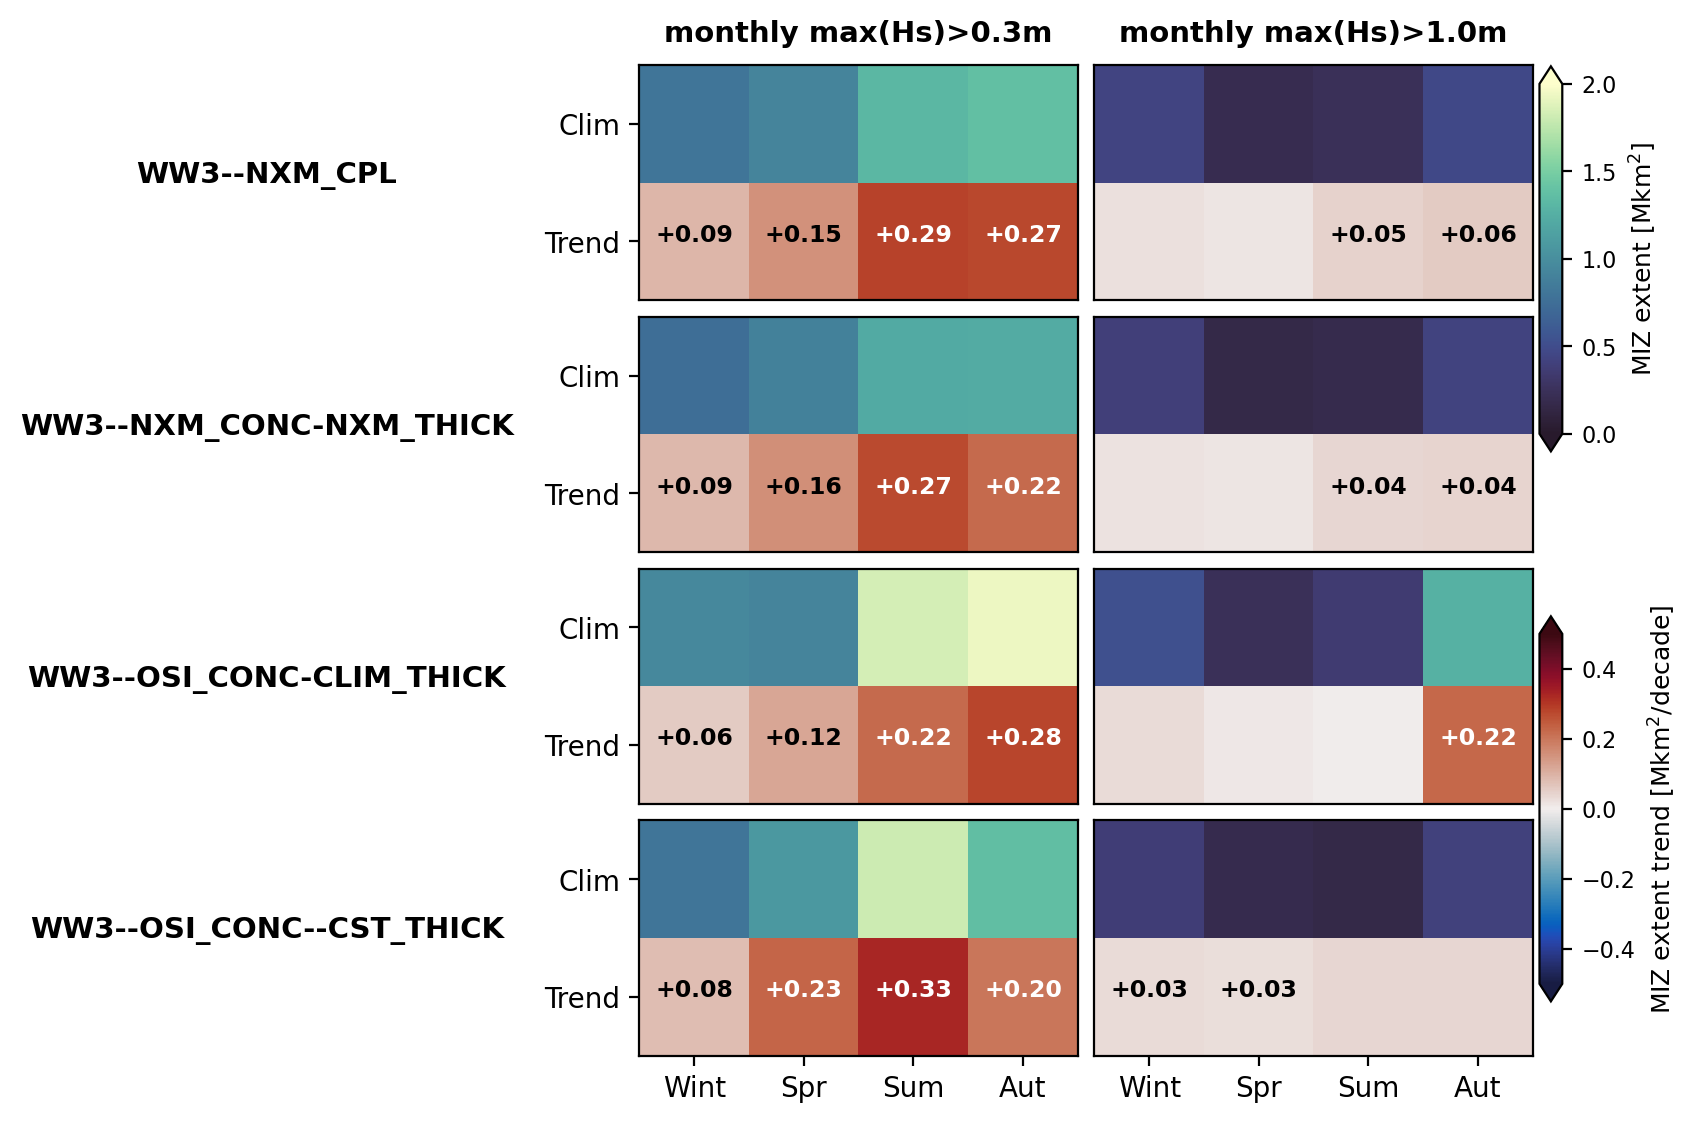 monthly max(Hs)>0.3m
monthly max(Hs)>1.0m
WW3--NXM_CPL
Clim
Trend
+0.09 +0.15 +0.29 +0.27
+0.05 +0.06
WW3--NXM_CONC-NXM_THICK
Clim
Trend
+0.09 +0.16 +0.27 +0.22
+0.04 +0.04
WW3--OSI_CONC-CLIM_THICK
Clim
Trend
+0.06 +0.12 +0.22 +0.28
+0.22
WW3--OSI_CONC--CST_THICK
Clim
Trend
+0.08 +0.23 +0.33 +0.20
+0.03 +0.03
Wint Spr Sum Aut
Wint Spr Sum Aut
2.0
1.5
1.0
0.5
0.0
MIZ extent [Mkm²]
0.4
0.2
0.0
−0.2
−0.4
MIZ extent trend [Mkm²/decade]